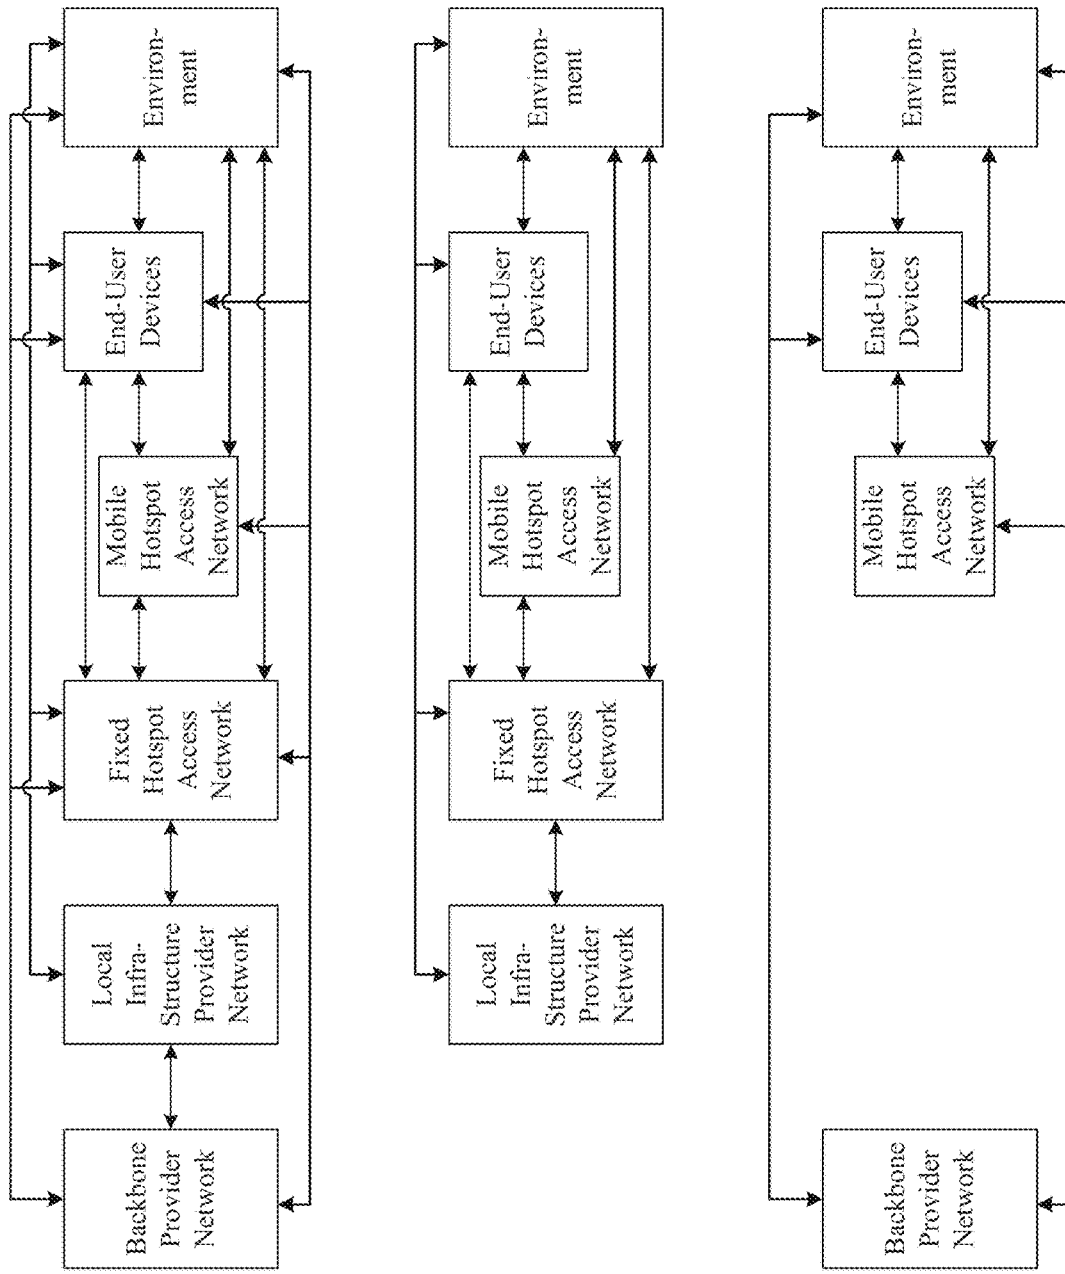 Backbone
Provider
Network
Local
Infra-
Structure
Provider
Network
Fixed
Hotspot
Access
Network
Mobile
Hotspot
Access
Network
End-User
Devices
Environ-
ment
Local
Infra-
Structure
Provider
Network
Fixed
Hotspot
Access
Network
Mobile
Hotspot
Access
Network
End-User
Devices
Environ-
ment
Backbone
Provider
Network
Mobile
Hotspot
Access
Network
End-User
Devices
Environ-
ment